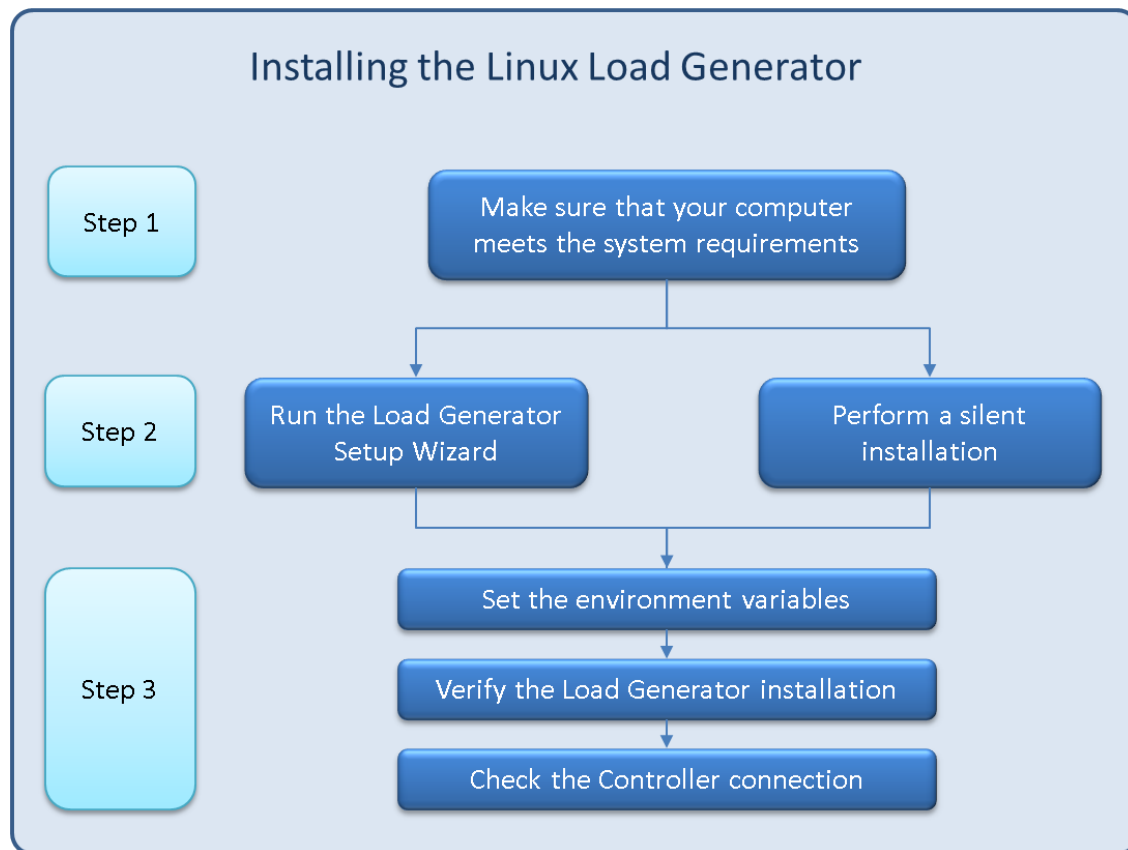 Installing the Linux Load Generator
Step 1
Make sure that your computer
meets the system requirements
Step 2
Run the Load Generator
Setup Wizard
Perform a silent
installation
Step 3
Set the environment variables
Verify the Load Generator installation
Check the Controller connection